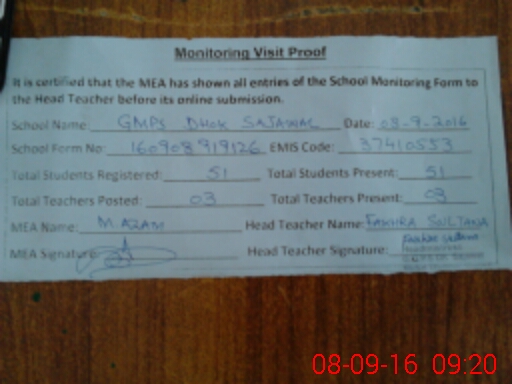 Monitoring Visit Proof
It is certified that the MEA has shown all entries of the School Monitoring Form to
the Head Teacher before its online submission.
School Name: GMPS DHOK SAJAWAL Date: 08-9-2016
School Form No: 160908919126 EMIS Code: 37410553
Total Students Registered: 51 Total Students Present: 51
Total Teachers Posted: 03 Total Teachers Present: 03
MEA Name: M AZAM Head Teacher Name: FAKHRA SULTANA
MEA Signature: Head Teacher Signature: Fakhra Sultana
Headmistress
08-09-16 09:20